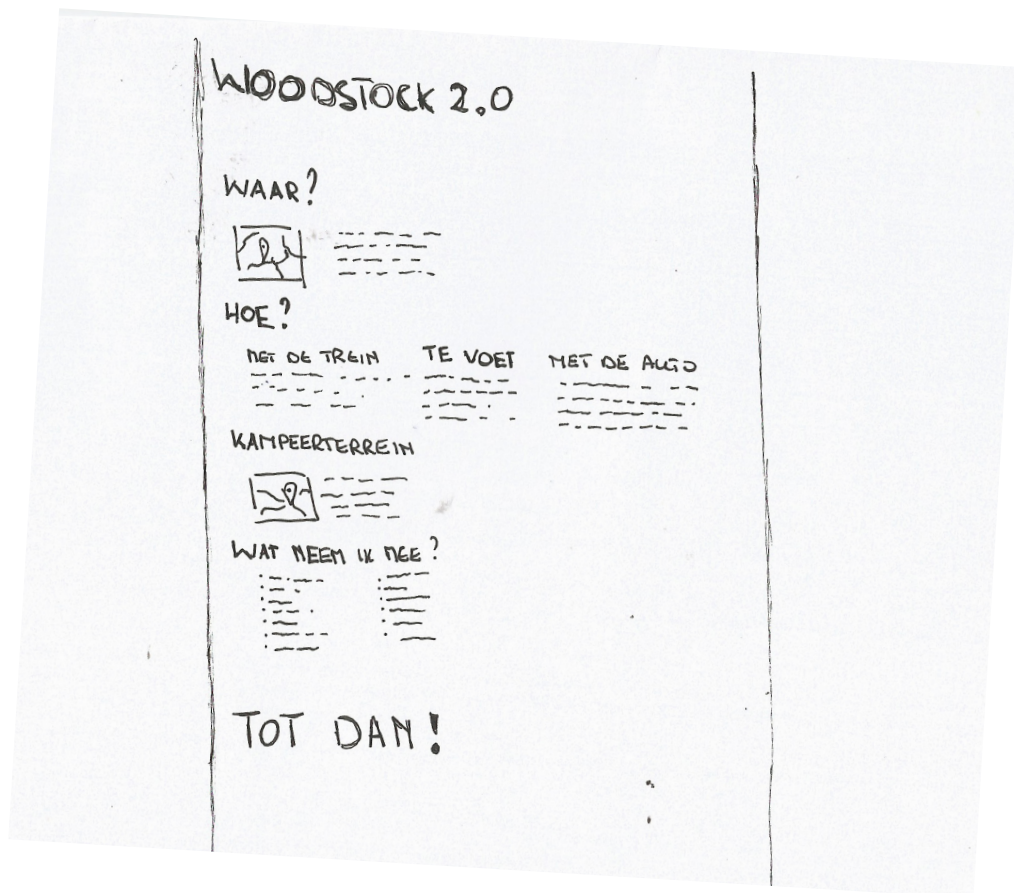 WOODSTOCK 2.0
WAAR?
HOE?
MET DE TREIN TE VOET MET DE AUTO
KAMPEERTERREIN
WAT NEEM IK MEE?
TOT DAN!